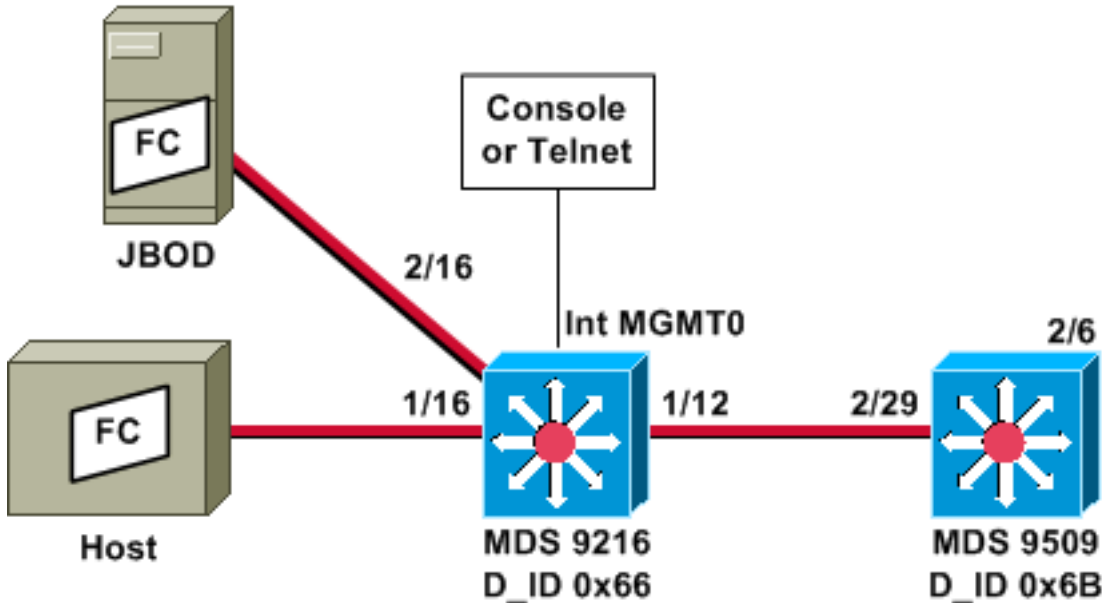 FC
JBOD
Console
or Telnet
2/16
Int MGMT0
2/6
FC
Host
1/16
1/12
2/29
MDS 9216
D_ID 0x66
MDS 9509
D_ID 0x6B